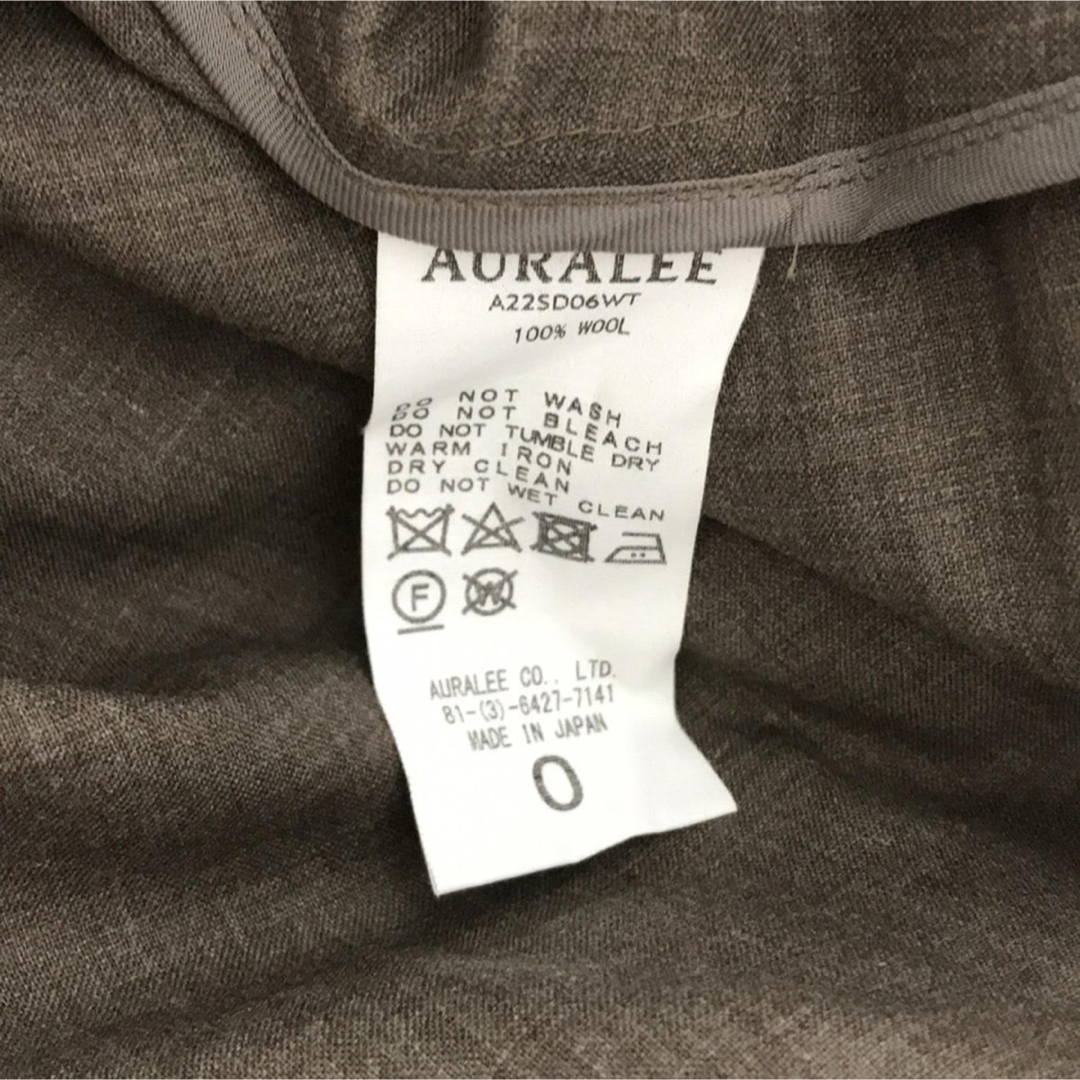 AURALEE
A22SD06WT
100% WOOL
DO NOT WASH
DO NOT BLEACH
DO NOT TUMBLE DRY
WARM IRON
DRY CLEAN
DO NOT WET CLEAN
F W
AURALEE CO., LTD.
81-(3)-6427-7141
MADE IN JAPAN
0